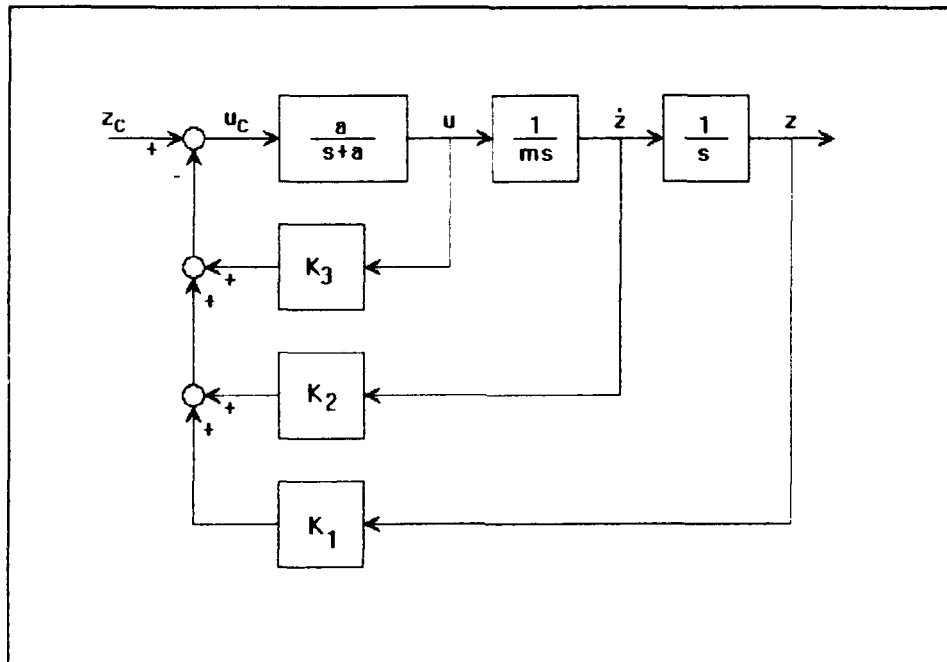 z_C + u_C a / s+a u 1 / ms ż 1 / s z
-
K_3 +
+
K_2 +
+
K_1